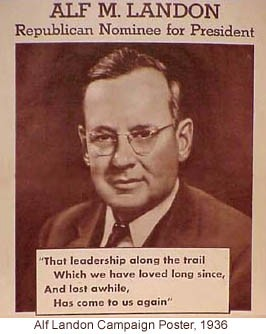 ALF M. LANDON
Republican Nominee for President
"That leadership along the trail
Which we have loved long since,
And lost awhile,
Has come to us again"
Alf Landon Campaign Poster, 1936